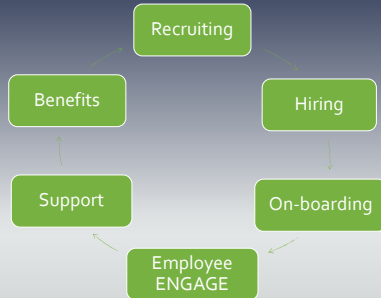 Recruiting
Hiring
On-boarding
Employee
ENGAGE
Support
Benefits